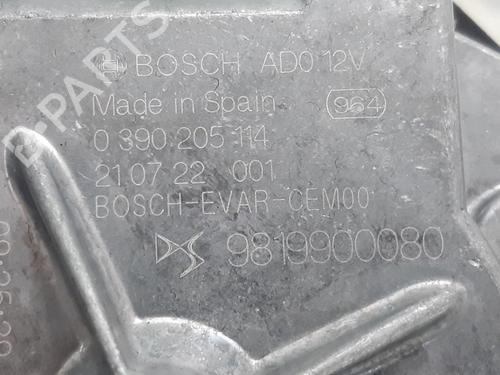 BOSCH AD0 12V
Made in Spain 964
0 390 205 114
21.07.22 001
BOSCH-EVAR-CEM00
DS 9819900080
B-PARTS